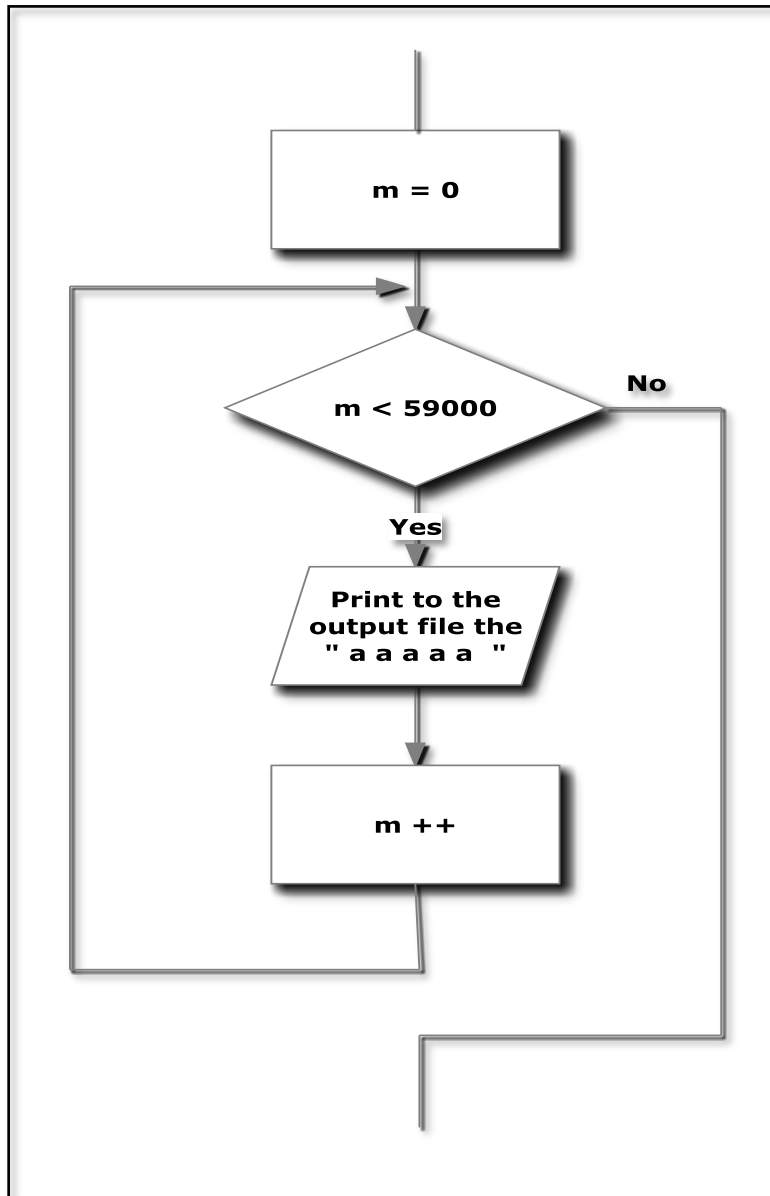 m = 0
m < 59000
No
Yes
Print to the
output file the
" a a a a a  "
m ++